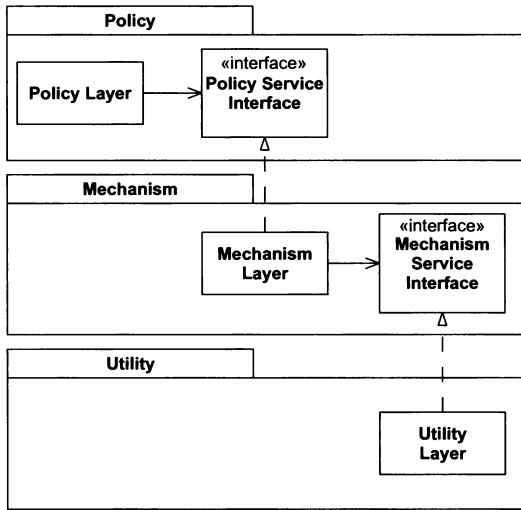 Policy
Policy Layer
«interface»
Policy Service
Interface
Mechanism
Mechanism
Layer
«interface»
Mechanism
Service
Interface
Utility
Utility
Layer